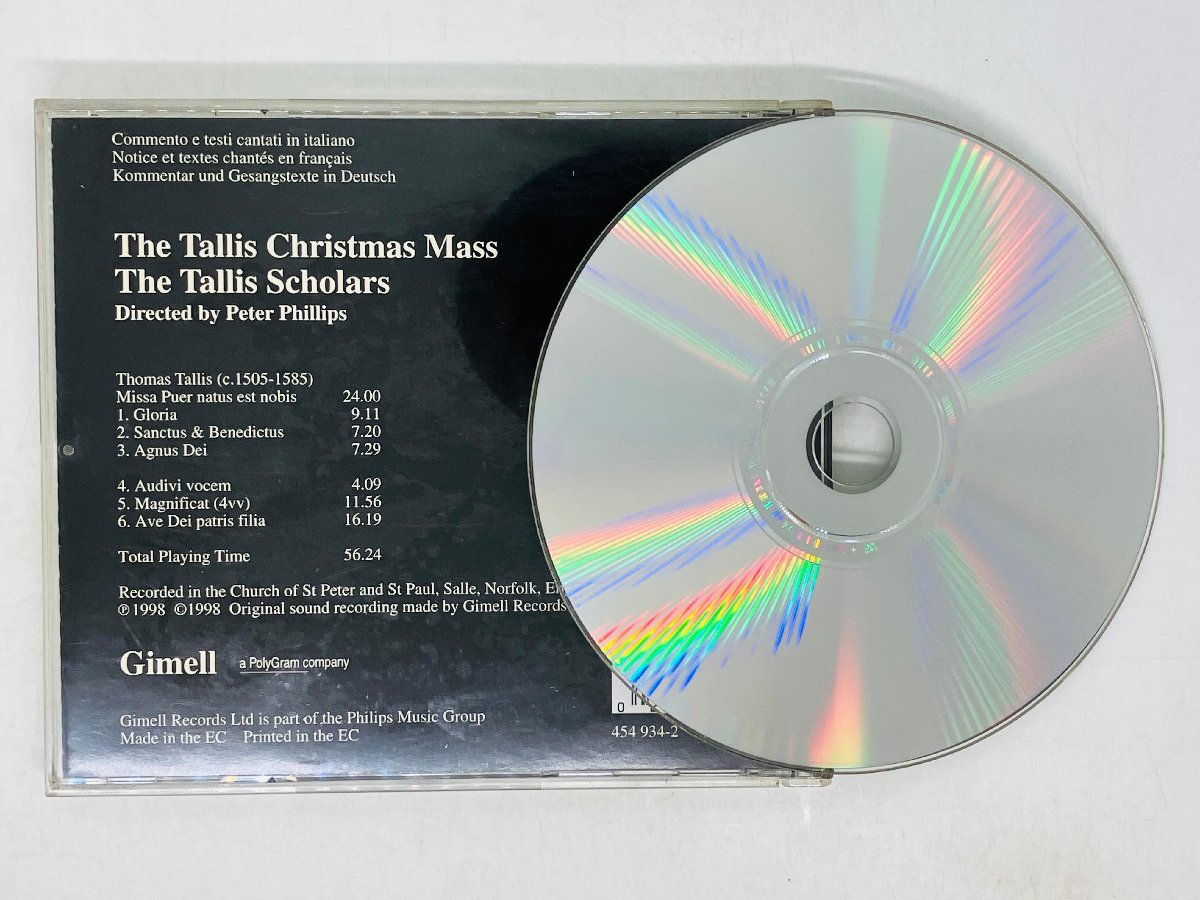 Commento e testi cantati in italiano
Notice et textes chantés en français
Kommentar und Gesangstexte in Deutsch
The Tallis Christmas Mass
The Tallis Scholars
Directed by Peter Phillips
Thomas Tallis (c.1505-1585)
Missa Puer natus est nobis 24.00
1. Gloria 9.11
2. Sanctus & Benedictus 7.20
3. Agnus Dei 7.29
4. Audivi vocem 4.09
5. Magnificat (4vv) 11.56
6. Ave Dei patris filia 16.19
Total Playing Time 56.24
Recorded in the Church of St Peter and St Paul, Salle, Norfolk,
℗1998 ©1998 Original sound recording made by Gimell Records
Gimell a PolyGram company
Gimell Records Ltd is part of the Philips Music Group
Made in the EC Printed in the EC
0
454 934-2